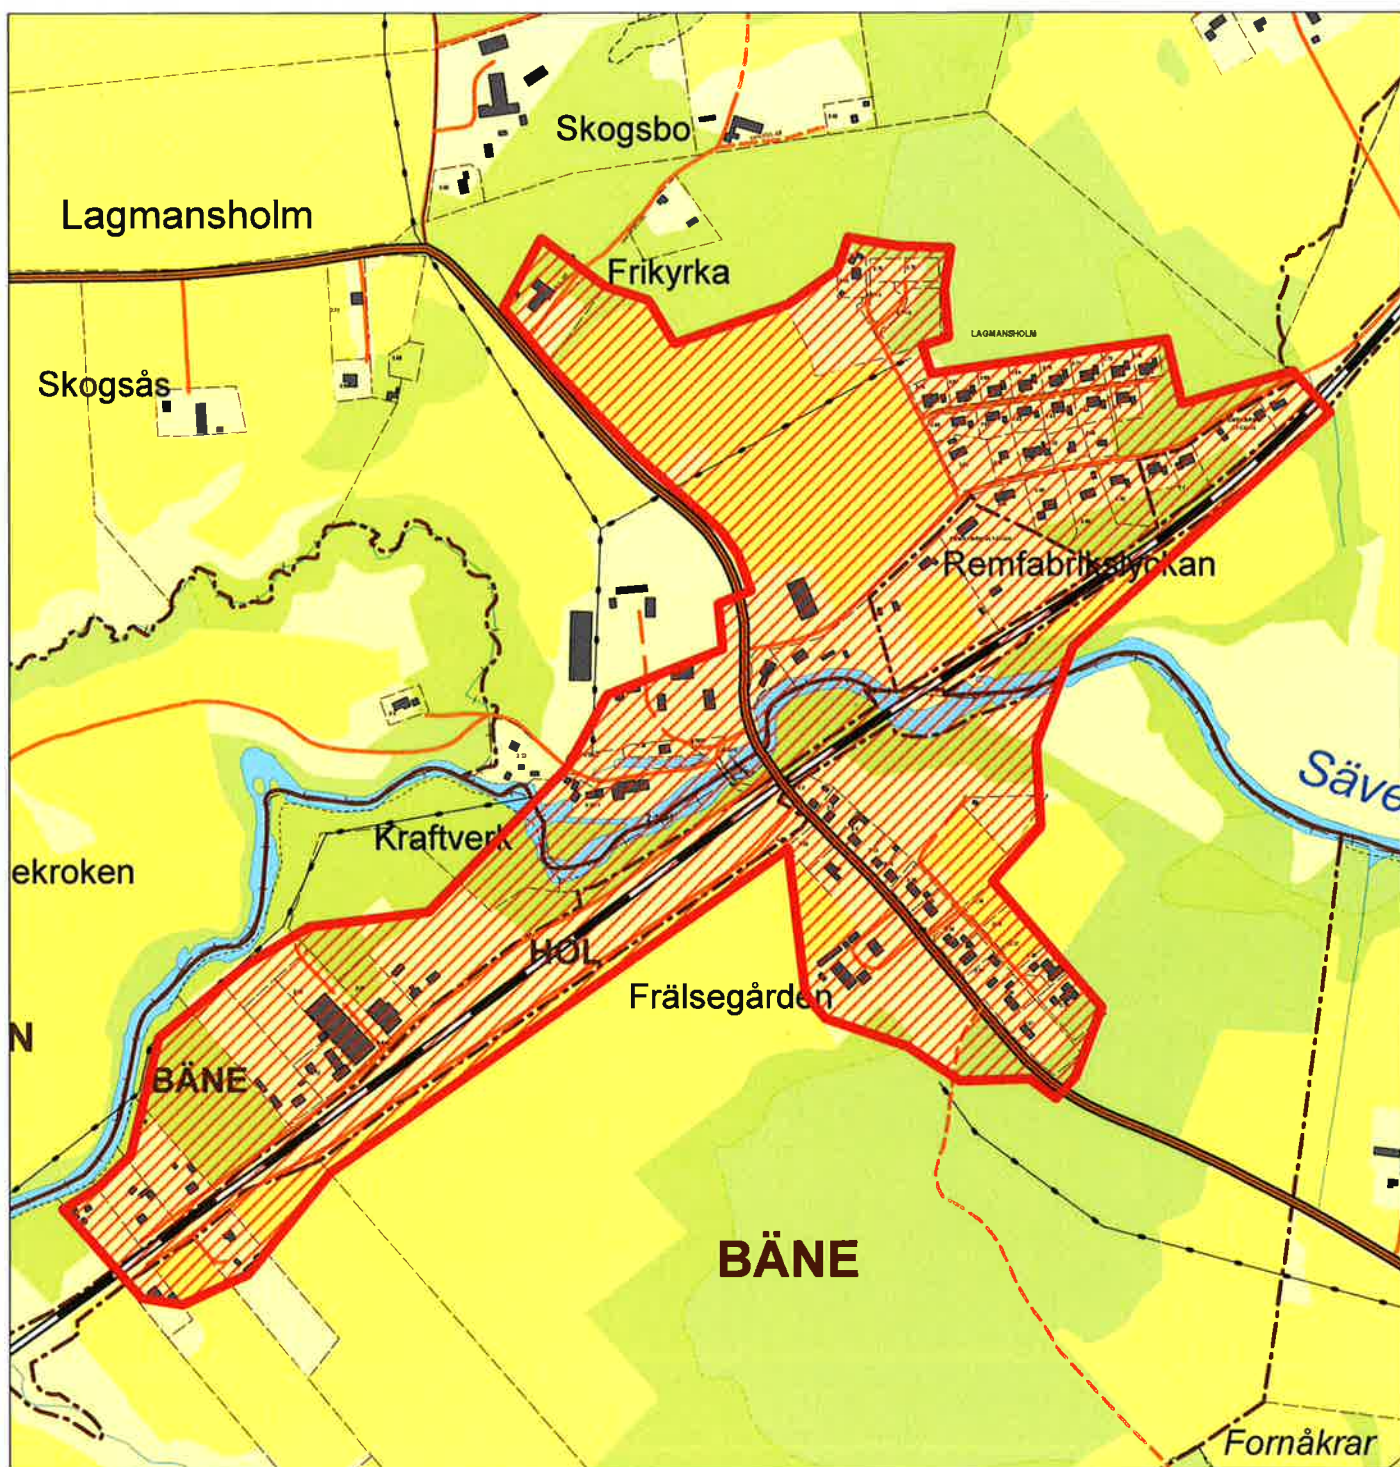 Skogsbo
Lagmansholm
Frikyrka
LAGMANSHOLM
Skogsås
Remfabrikslyckan
Säve
Kraftverk
ekroken
HOL
Frälsegården
N
BÄNE
BÄNE
Fornåkrar